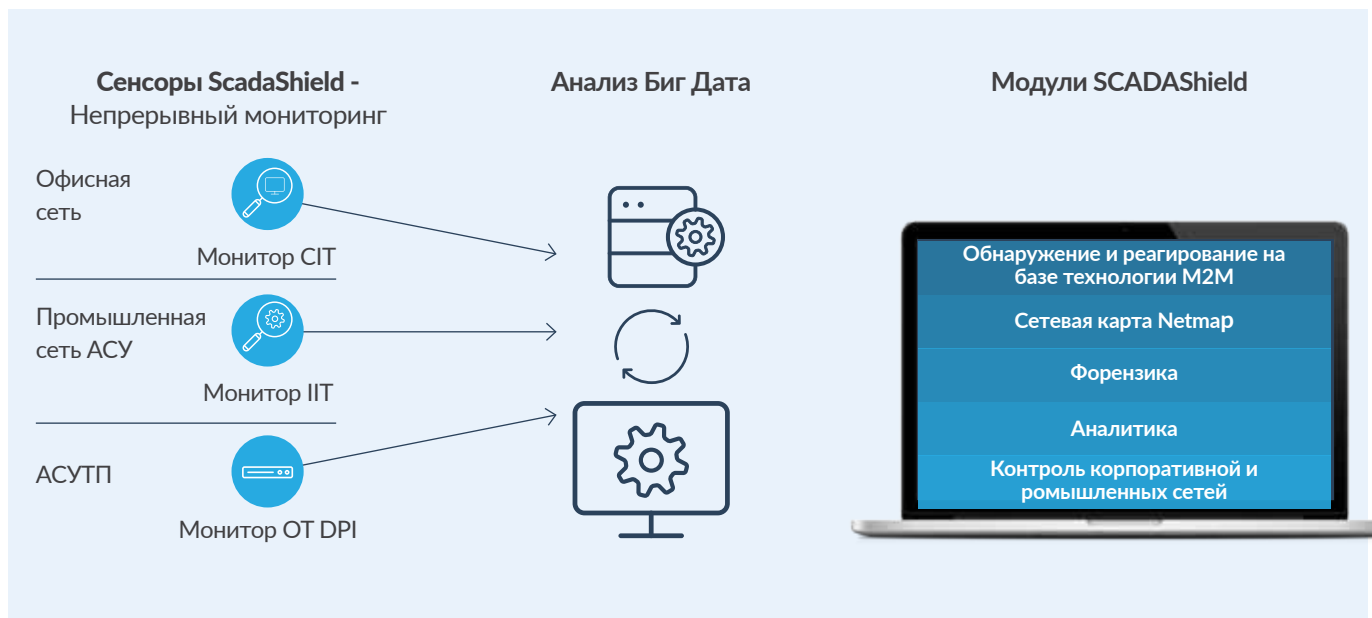 Сенсоры ScadaShield -
Непрерывный мониторинг
Офисная
сеть
Монитор CIT
Промышленная
сеть АСУ
Монитор IIT
АСУТП
Монитор OT DPI
Анализ Биг Дата
Модули SCADAShield
Обнаружение и реагирование на
базе технологии M2M
Сетевая карта Netmap
Форензика
Аналитика
Контроль корпоративной и
ромышленных сетей